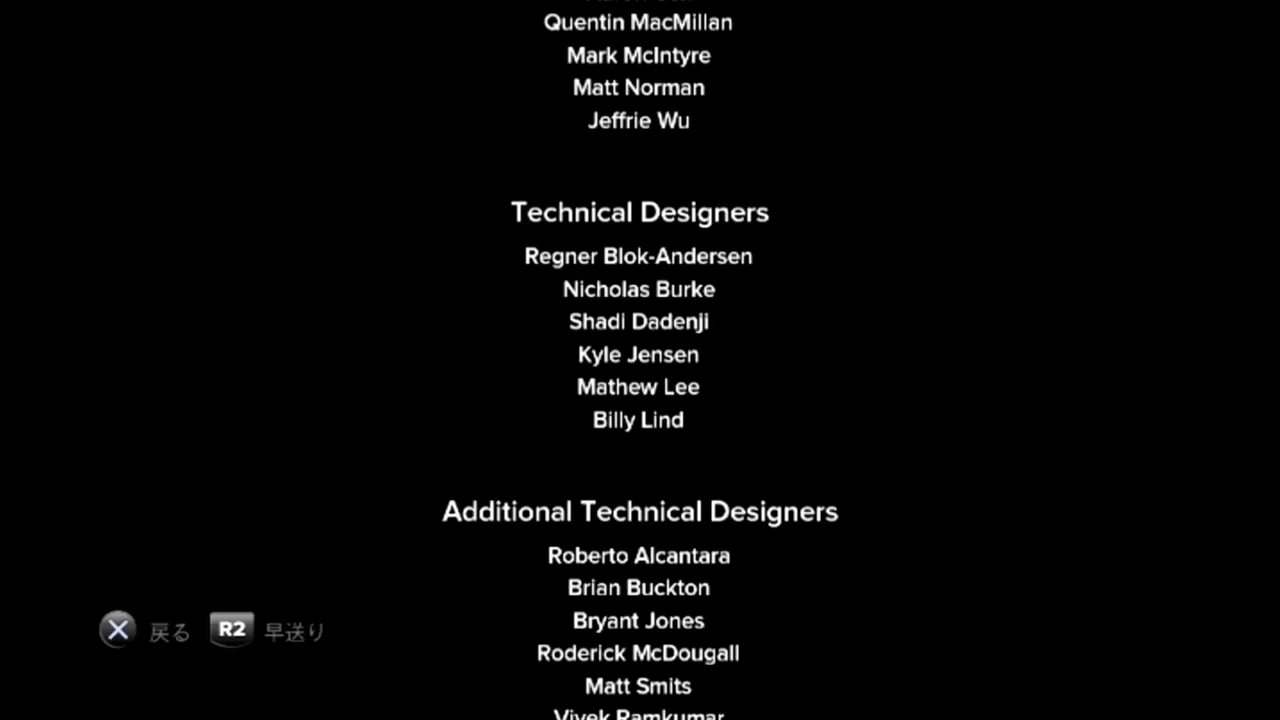 Quentin MacMillan
Mark McIntyre
Matt Norman
Jeffrie Wu
Technical Designers
Regner Blok-Andersen
Nicholas Burke
Shadi Dadenji
Kyle Jensen
Mathew Lee
Billy Lind
Additional Technical Designers
Roberto Alcantara
Brian Buckton
Bryant Jones
Roderick McDougall
Matt Smits
Vivek Ramkumar
戻る R2 早送り